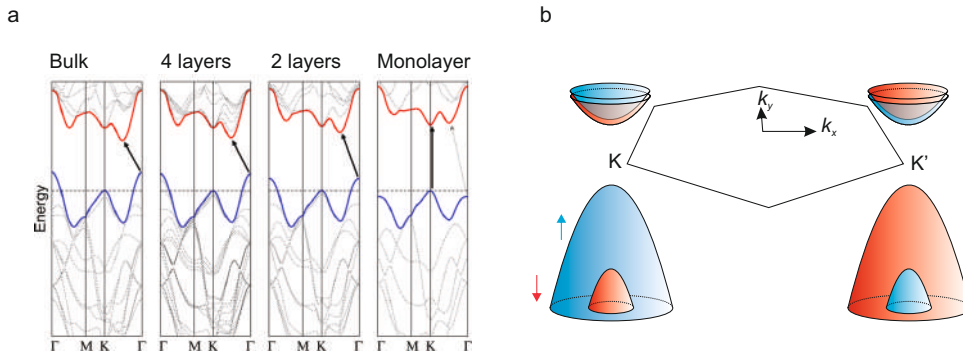 a
Bulk
4 layers
2 layers
Monolayer
Energy
Γ M K Γ
Γ M K Γ
Γ M K Γ
Γ M K Γ
b
k_y
k_x
K
K’